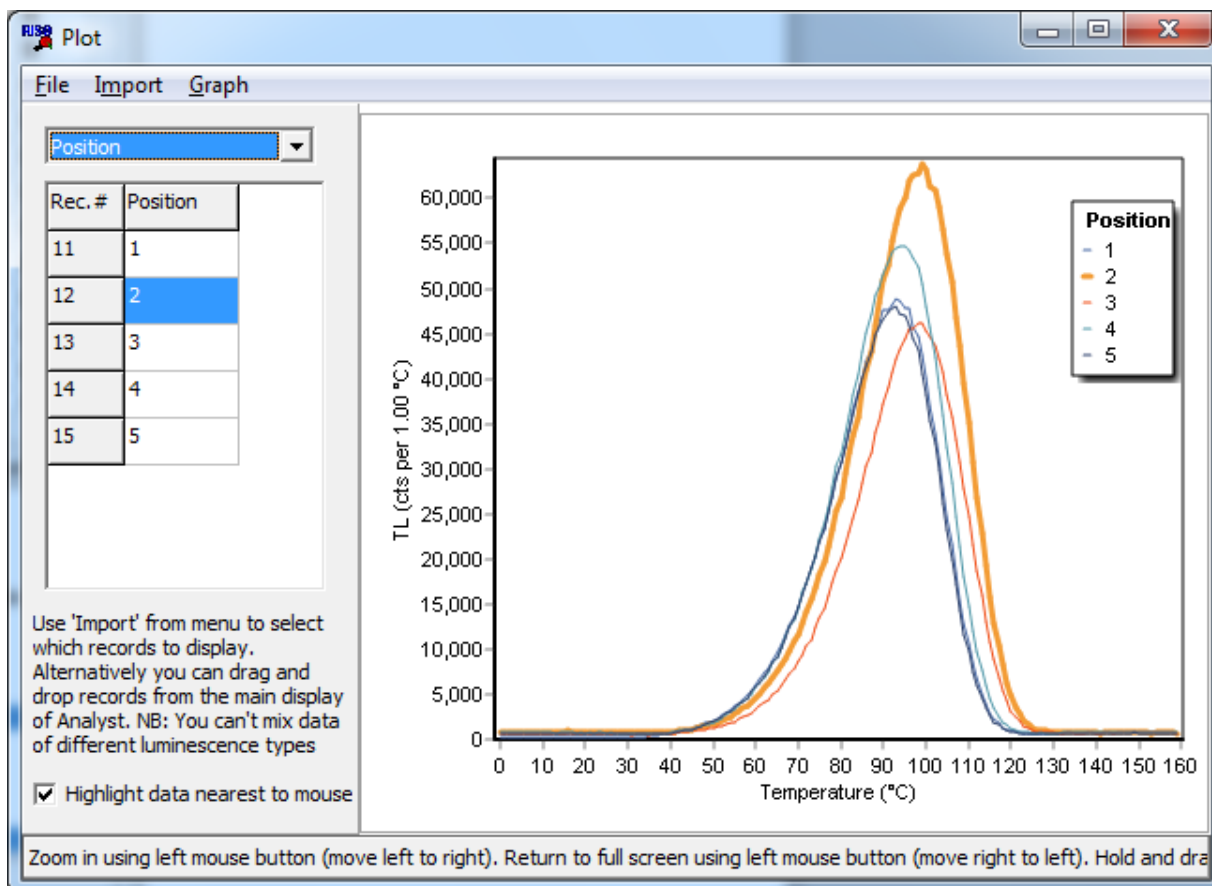 RISØ
Plot
File Import Graph
Position
Rec. # Position
11 1
12 2
13 3
14 4
15 5
Use 'Import' from menu to select
which records to display.
Alternatively you can drag and
drop records from the main display
of Analyst. NB: You can't mix data
of different luminescence types
Highlight data nearest to mouse
TL (cts per 1.00 °C)
60,000
55,000
50,000
45,000
40,000
35,000
30,000
25,000
20,000
15,000
10,000
5,000
0
0 10 20 30 40 50 60 70 80 90 100 110 120 130 140 150 160
Temperature (°C)
Position
1
2
3
4
5
Zoom in using left mouse button (move left to right). Return to full screen using left mouse button (move right to left). Hold and dra